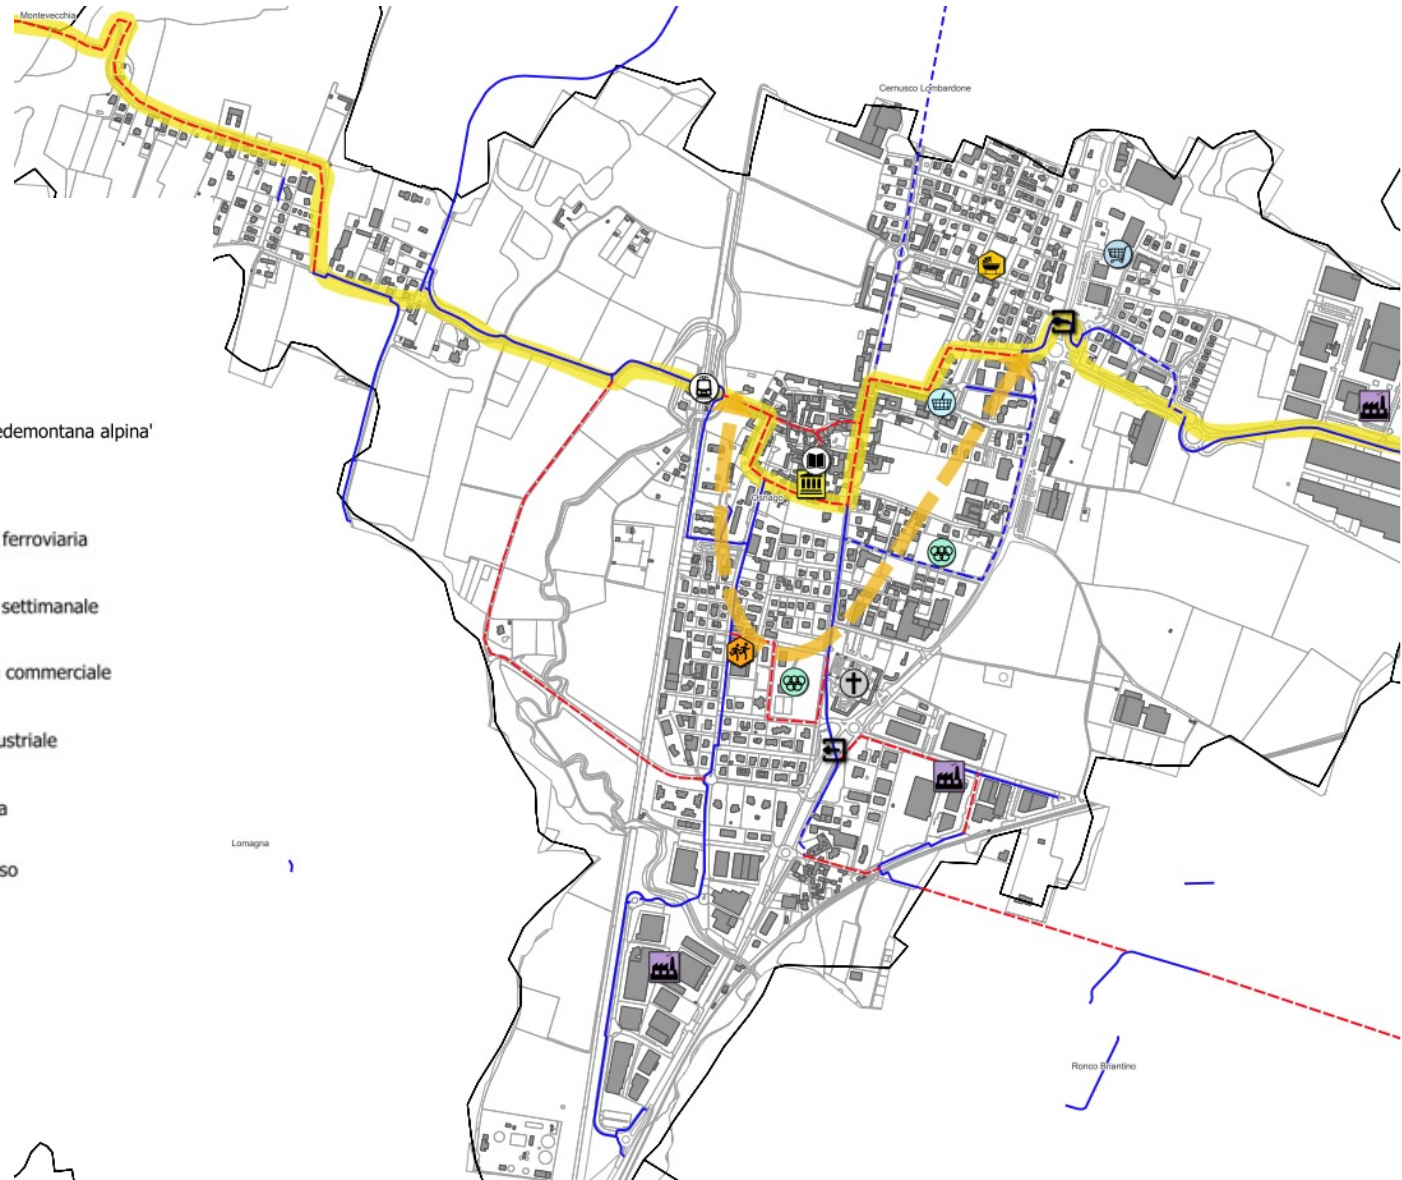 Montevecchia
Cernusco Lombardone
edemontana alpina'
Osnago
ferroviaria
settimanale
commerciale
ustriale
a
Lomagna
so
Ronco Briantino